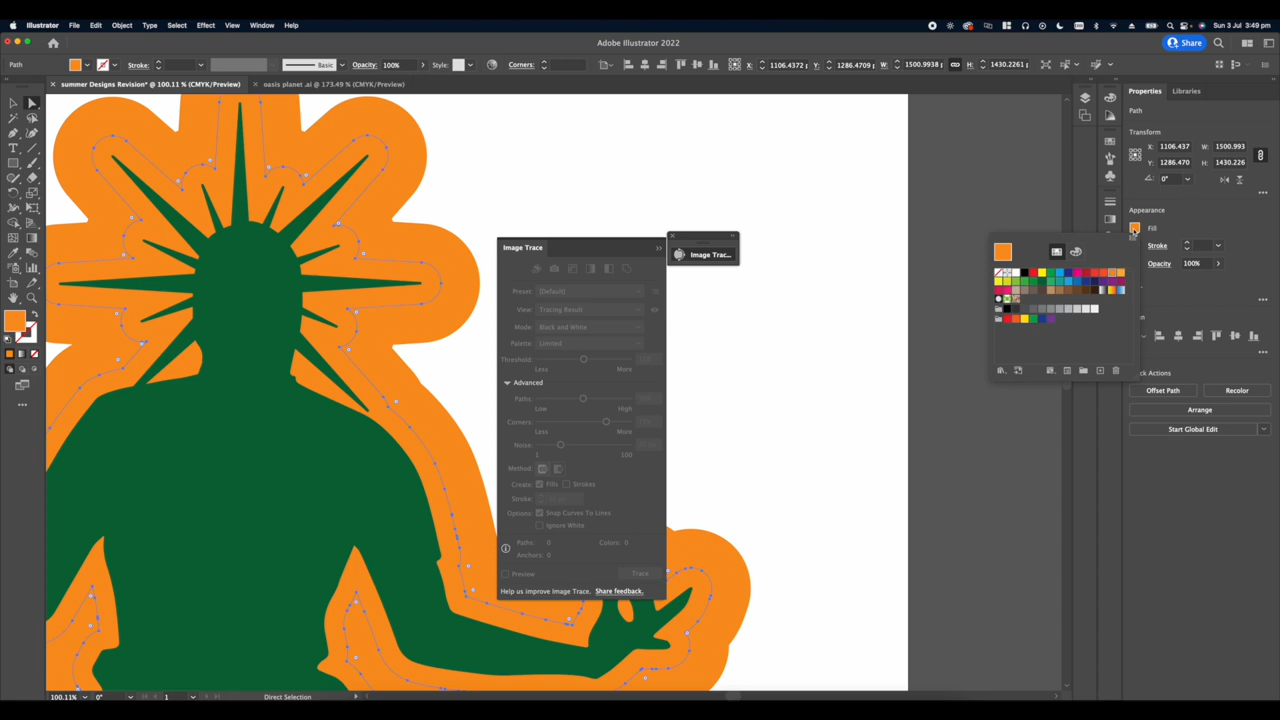 Illustrator File Edit Object Type Select Effect View Window Help
Sun 3 Jul 3:49 pm
Adobe Illustrator 2022
Share
Path
Stroke:
Basic
Opacity: 100%
Style:
Corners:
X: 1106.4372 p
Y: 1286.4709 p
W: 1500.9938 p
H: 1430.2261 p
× summer Designs Revision* @ 100.11 % (CMYK/Preview)
× oasis planet .ai @ 173.49 % (CMYK/Preview)
Properties Libraries
Path
Transform
X: 1106.437 W: 1500.993
Y: 1286.470 H: 1430.226
0°
Appearance
Fill
Stroke
Opacity 100%
Image Trace
Image Trac...
Preset: [Default]
View: Tracing Result
Mode: Black and White
Palette: Limited
Threshold:
Less More
Advanced
Paths:
Low High
Corners:
Less More
Noise:
1 100
Method:
Create: Fills Strokes
Stroke:
Options: Snap Curves To Lines
Ignore White
Paths: 0 Colors: 0
Anchors: 0
Preview Trace
Help us improve Image Trace. Share feedback.
Offset Path Recolor
Arrange
Start Global Edit
100.11% 0° 1 Direct Selection